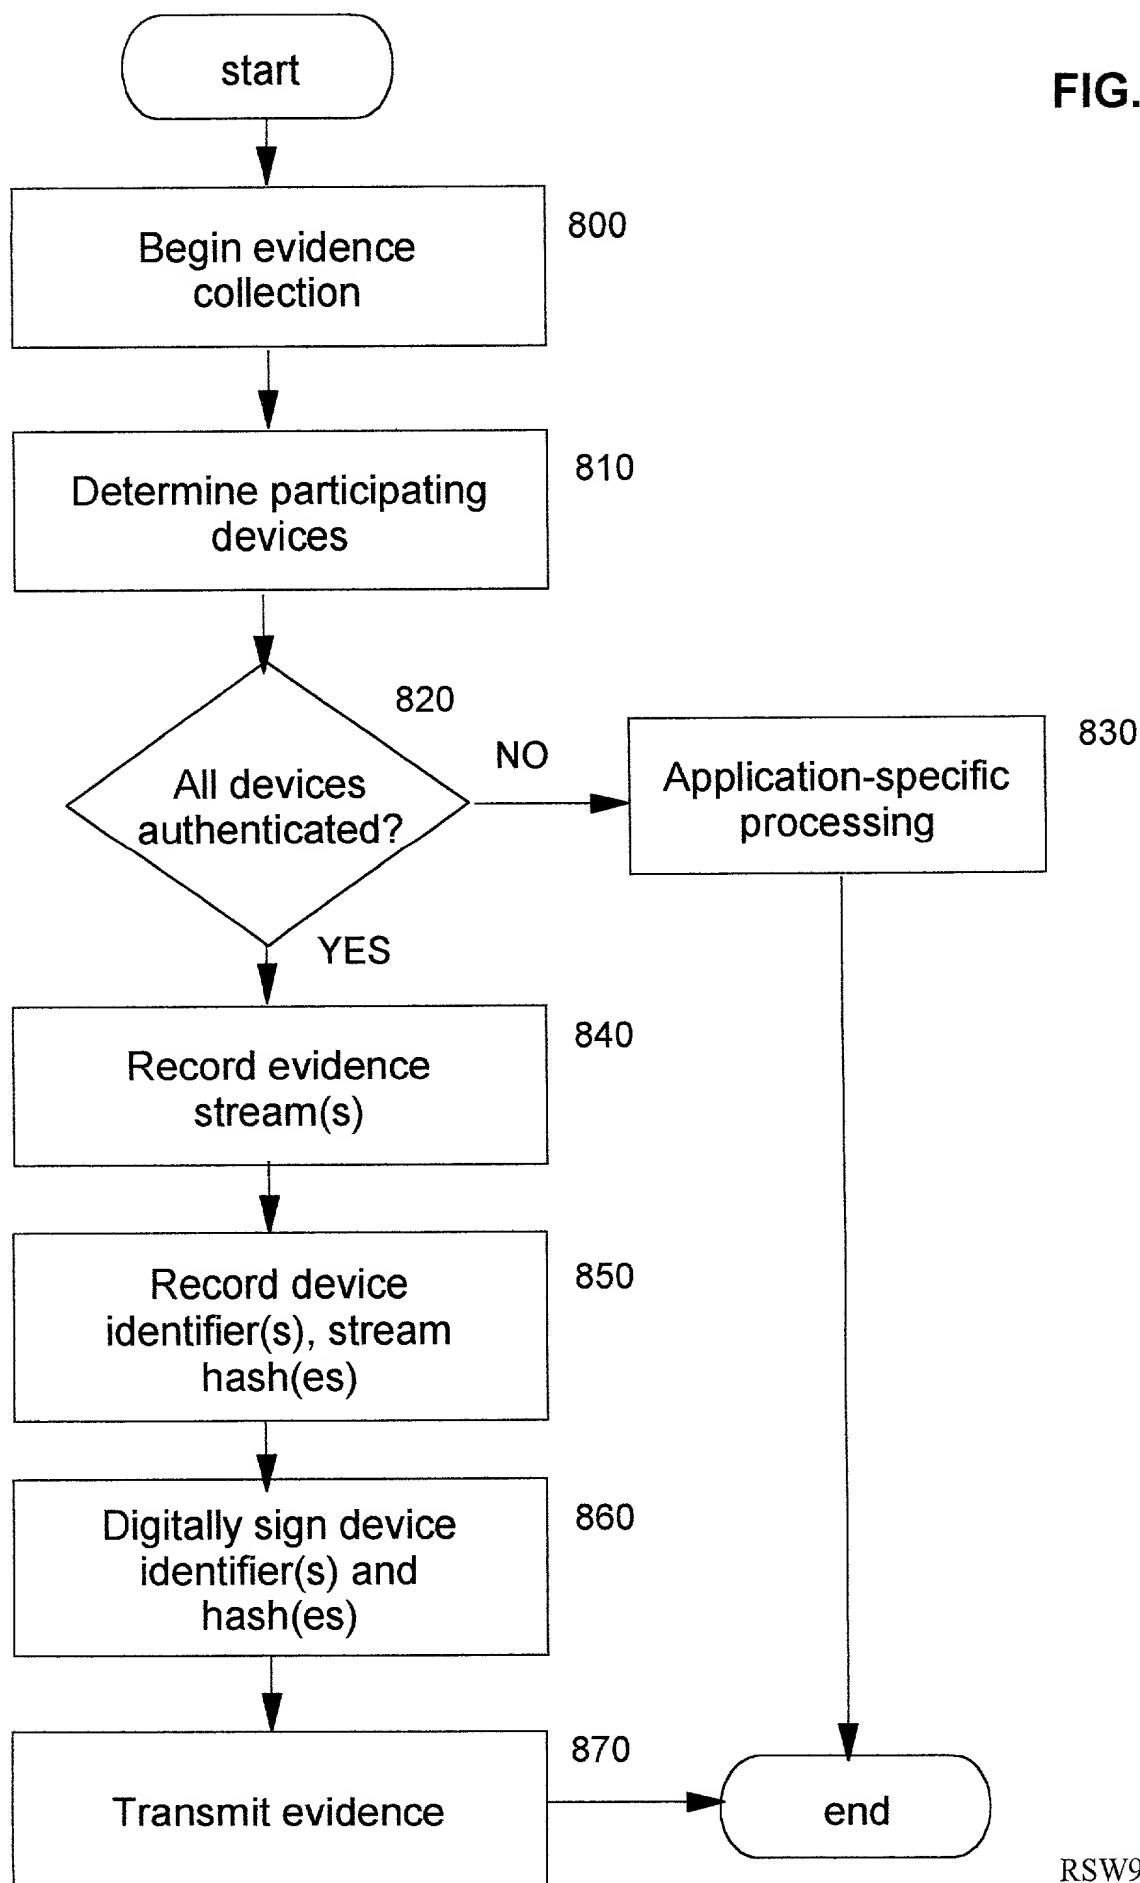 start
FIG.
Begin evidence
collection
800
Determine participating
devices
810
820
All devices
authenticated?
NO
Application-specific
processing
830
YES
Record evidence
stream(s)
840
Record device
identifier(s), stream
hash(es)
850
Digitally sign device
identifier(s) and
hash(es)
860
Transmit evidence
870
end
RSW9